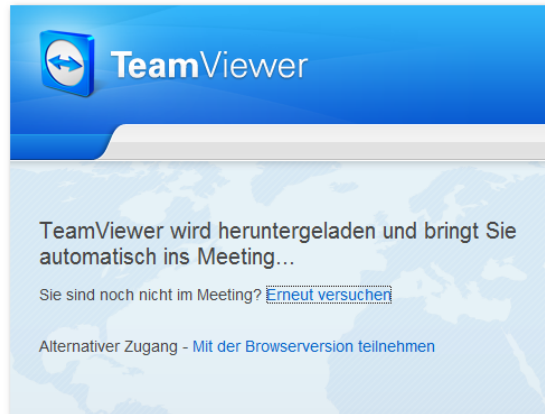 TeamViewer
TeamViewer wird heruntergeladen und bringt Sie
automatisch ins Meeting...
Sie sind noch nicht im Meeting? Erneut versuchen
Alternativer Zugang - Mit der Browserversion teilnehmen